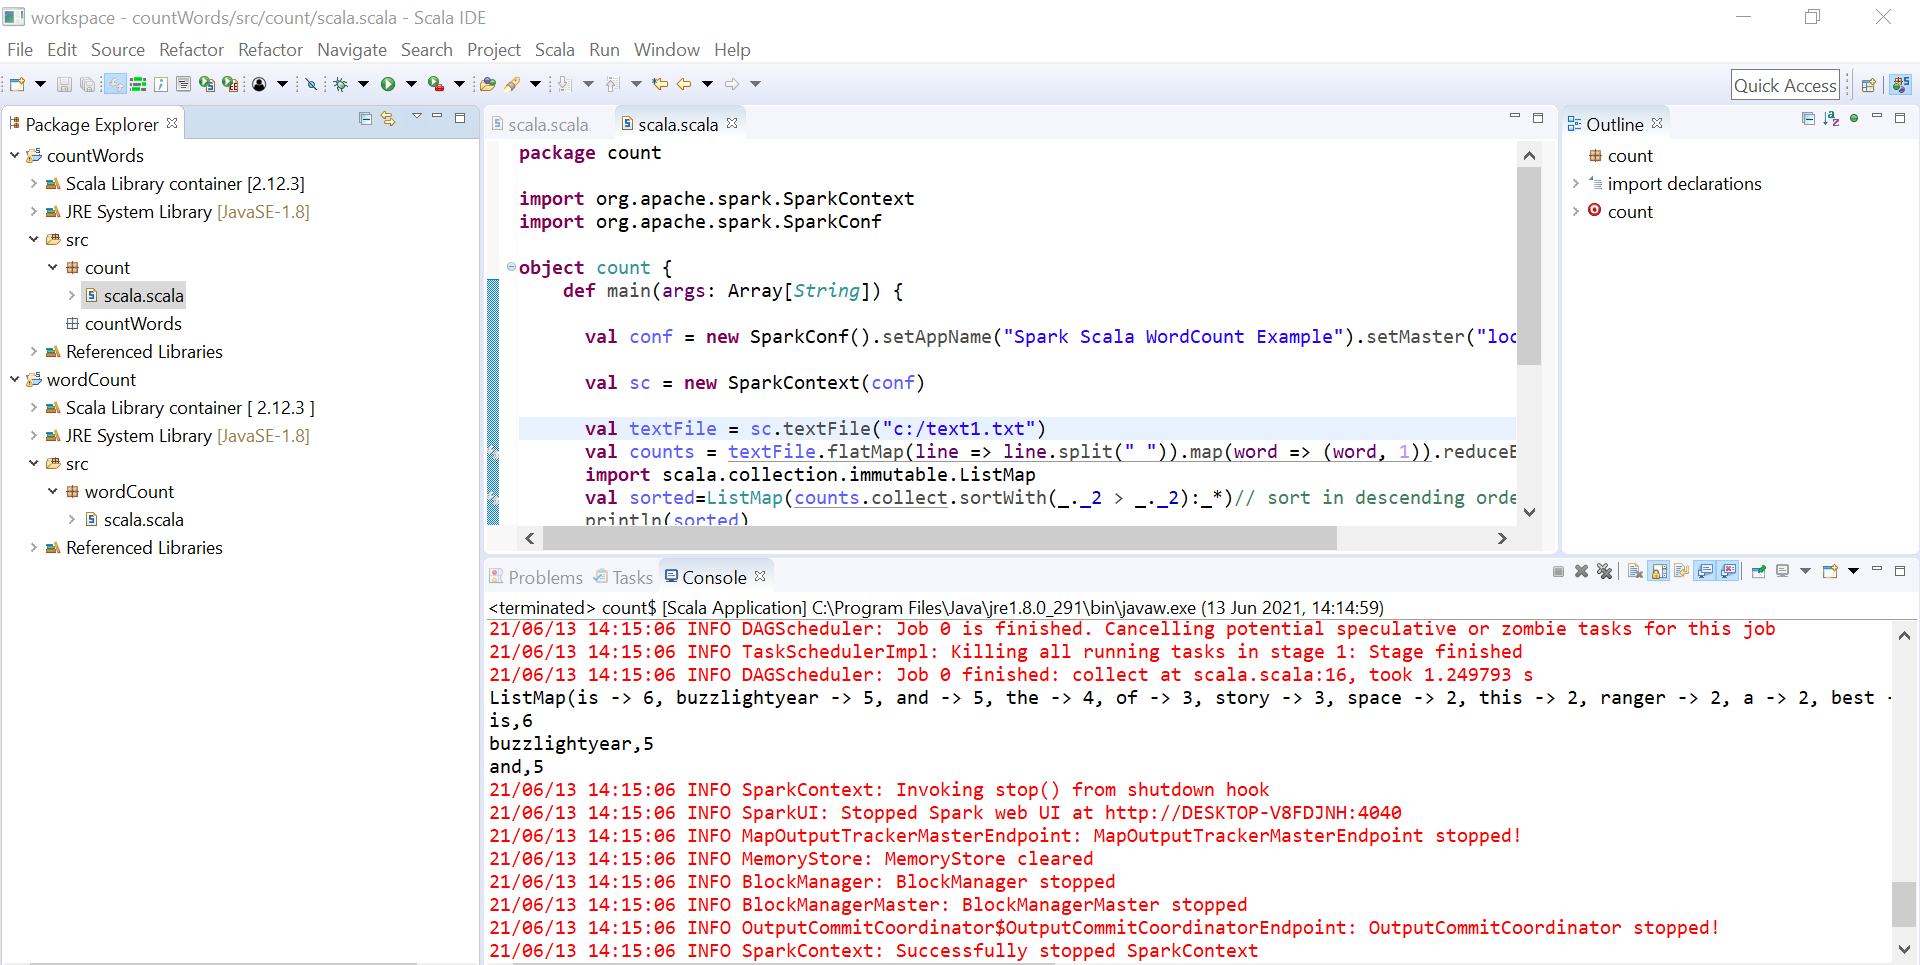 workspace - countWords/src/count/scala.scala - Scala IDE
File Edit Source Refactor Refactor Navigate Search Project Scala Run Window Help
Quick Access
Package Explorer
countWords
Scala Library container [2.12.3]
JRE System Library [JavaSE-1.8]
src
count
scala.scala
countWords
Referenced Libraries
wordCount
Scala Library container [ 2.12.3 ]
JRE System Library [JavaSE-1.8]
src
wordCount
scala.scala
Referenced Libraries
scala.scala
scala.scala
package count
import org.apache.spark.SparkContext
import org.apache.spark.SparkConf
object count {
def main(args: Array[String]) {
val conf = new SparkConf().setAppName("Spark Scala WordCount Example").setMaster("loc
val sc = new SparkContext(conf)
val textFile = sc.textFile("c:/text1.txt")
val counts = textFile.flatMap(line => line.split(" ")).map(word => (word, 1)).reduceB
import scala.collection.immutable.ListMap
val sorted=ListMap(counts.collect.sortWith(_._2 > _._2):_*)// sort in descending orde
println(sorted)
Outline
count
import declarations
count
Problems Tasks Console
<terminated> count$ [Scala Application] C:\Program Files\Java\jre1.8.0_291\bin\javaw.exe (13 Jun 2021, 14:14:59)
21/06/13 14:15:06 INFO DAGScheduler: Job 0 is finished. Cancelling potential speculative or zombie tasks for this job
21/06/13 14:15:06 INFO TaskSchedulerImpl: Killing all running tasks in stage 1: Stage finished
21/06/13 14:15:06 INFO DAGScheduler: Job 0 finished: collect at scala.scala:16, took 1.249793 s
ListMap(is -> 6, buzzlightyear -> 5, and -> 5, the -> 4, of -> 3, story -> 3, space -> 2, this -> 2, ranger -> 2, a -> 2, best -
is,6
buzzlightyear,5
and,5
21/06/13 14:15:06 INFO SparkContext: Invoking stop() from shutdown hook
21/06/13 14:15:06 INFO SparkUI: Stopped Spark web UI at http://DESKTOP-V8FDJNH:4040
21/06/13 14:15:06 INFO MapOutputTrackerMasterEndpoint: MapOutputTrackerMasterEndpoint stopped!
21/06/13 14:15:06 INFO MemoryStore: MemoryStore cleared
21/06/13 14:15:06 INFO BlockManager: BlockManager stopped
21/06/13 14:15:06 INFO BlockManagerMaster: BlockManagerMaster stopped
21/06/13 14:15:06 INFO OutputCommitCoordinator$OutputCommitCoordinatorEndpoint: OutputCommitCoordinator stopped!
21/06/13 14:15:06 INFO SparkContext: Successfully stopped SparkContext